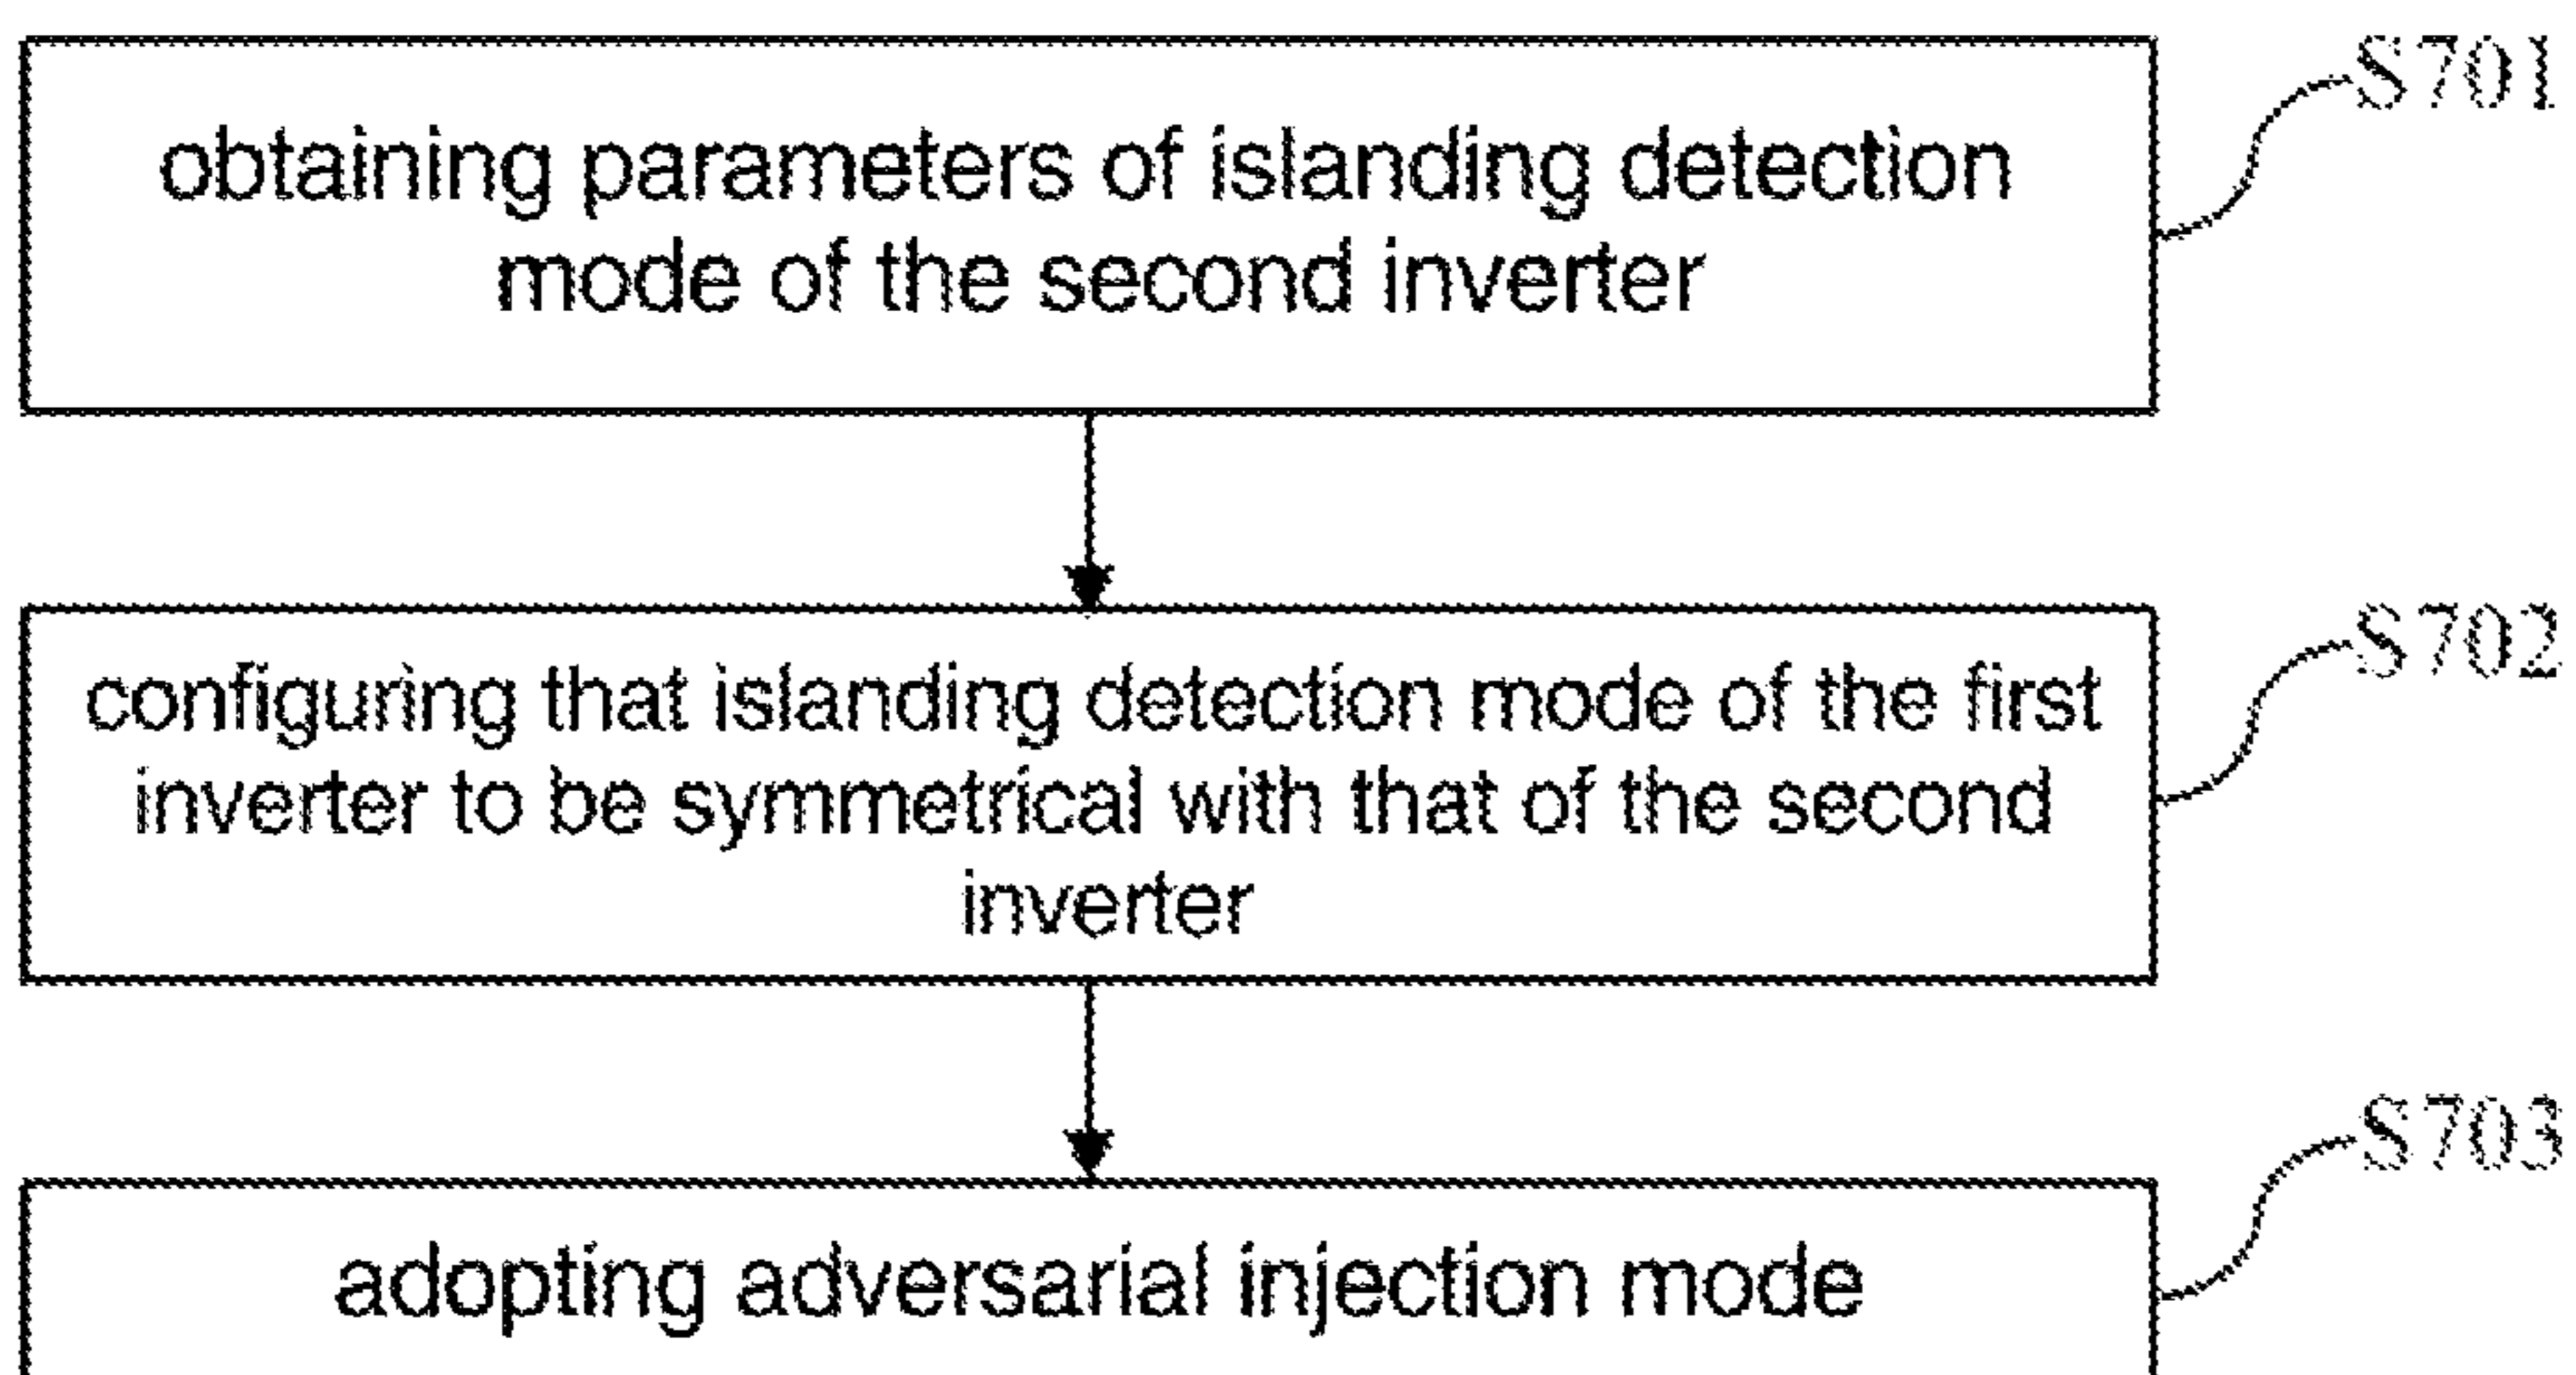 S701
obtaining parameters of islanding detection
mode of the second inverter
S702
configuring that islanding detection mode of the first
inverter to be symmetrical with that of the second
inverter
S703
adopting adversarial injection mode